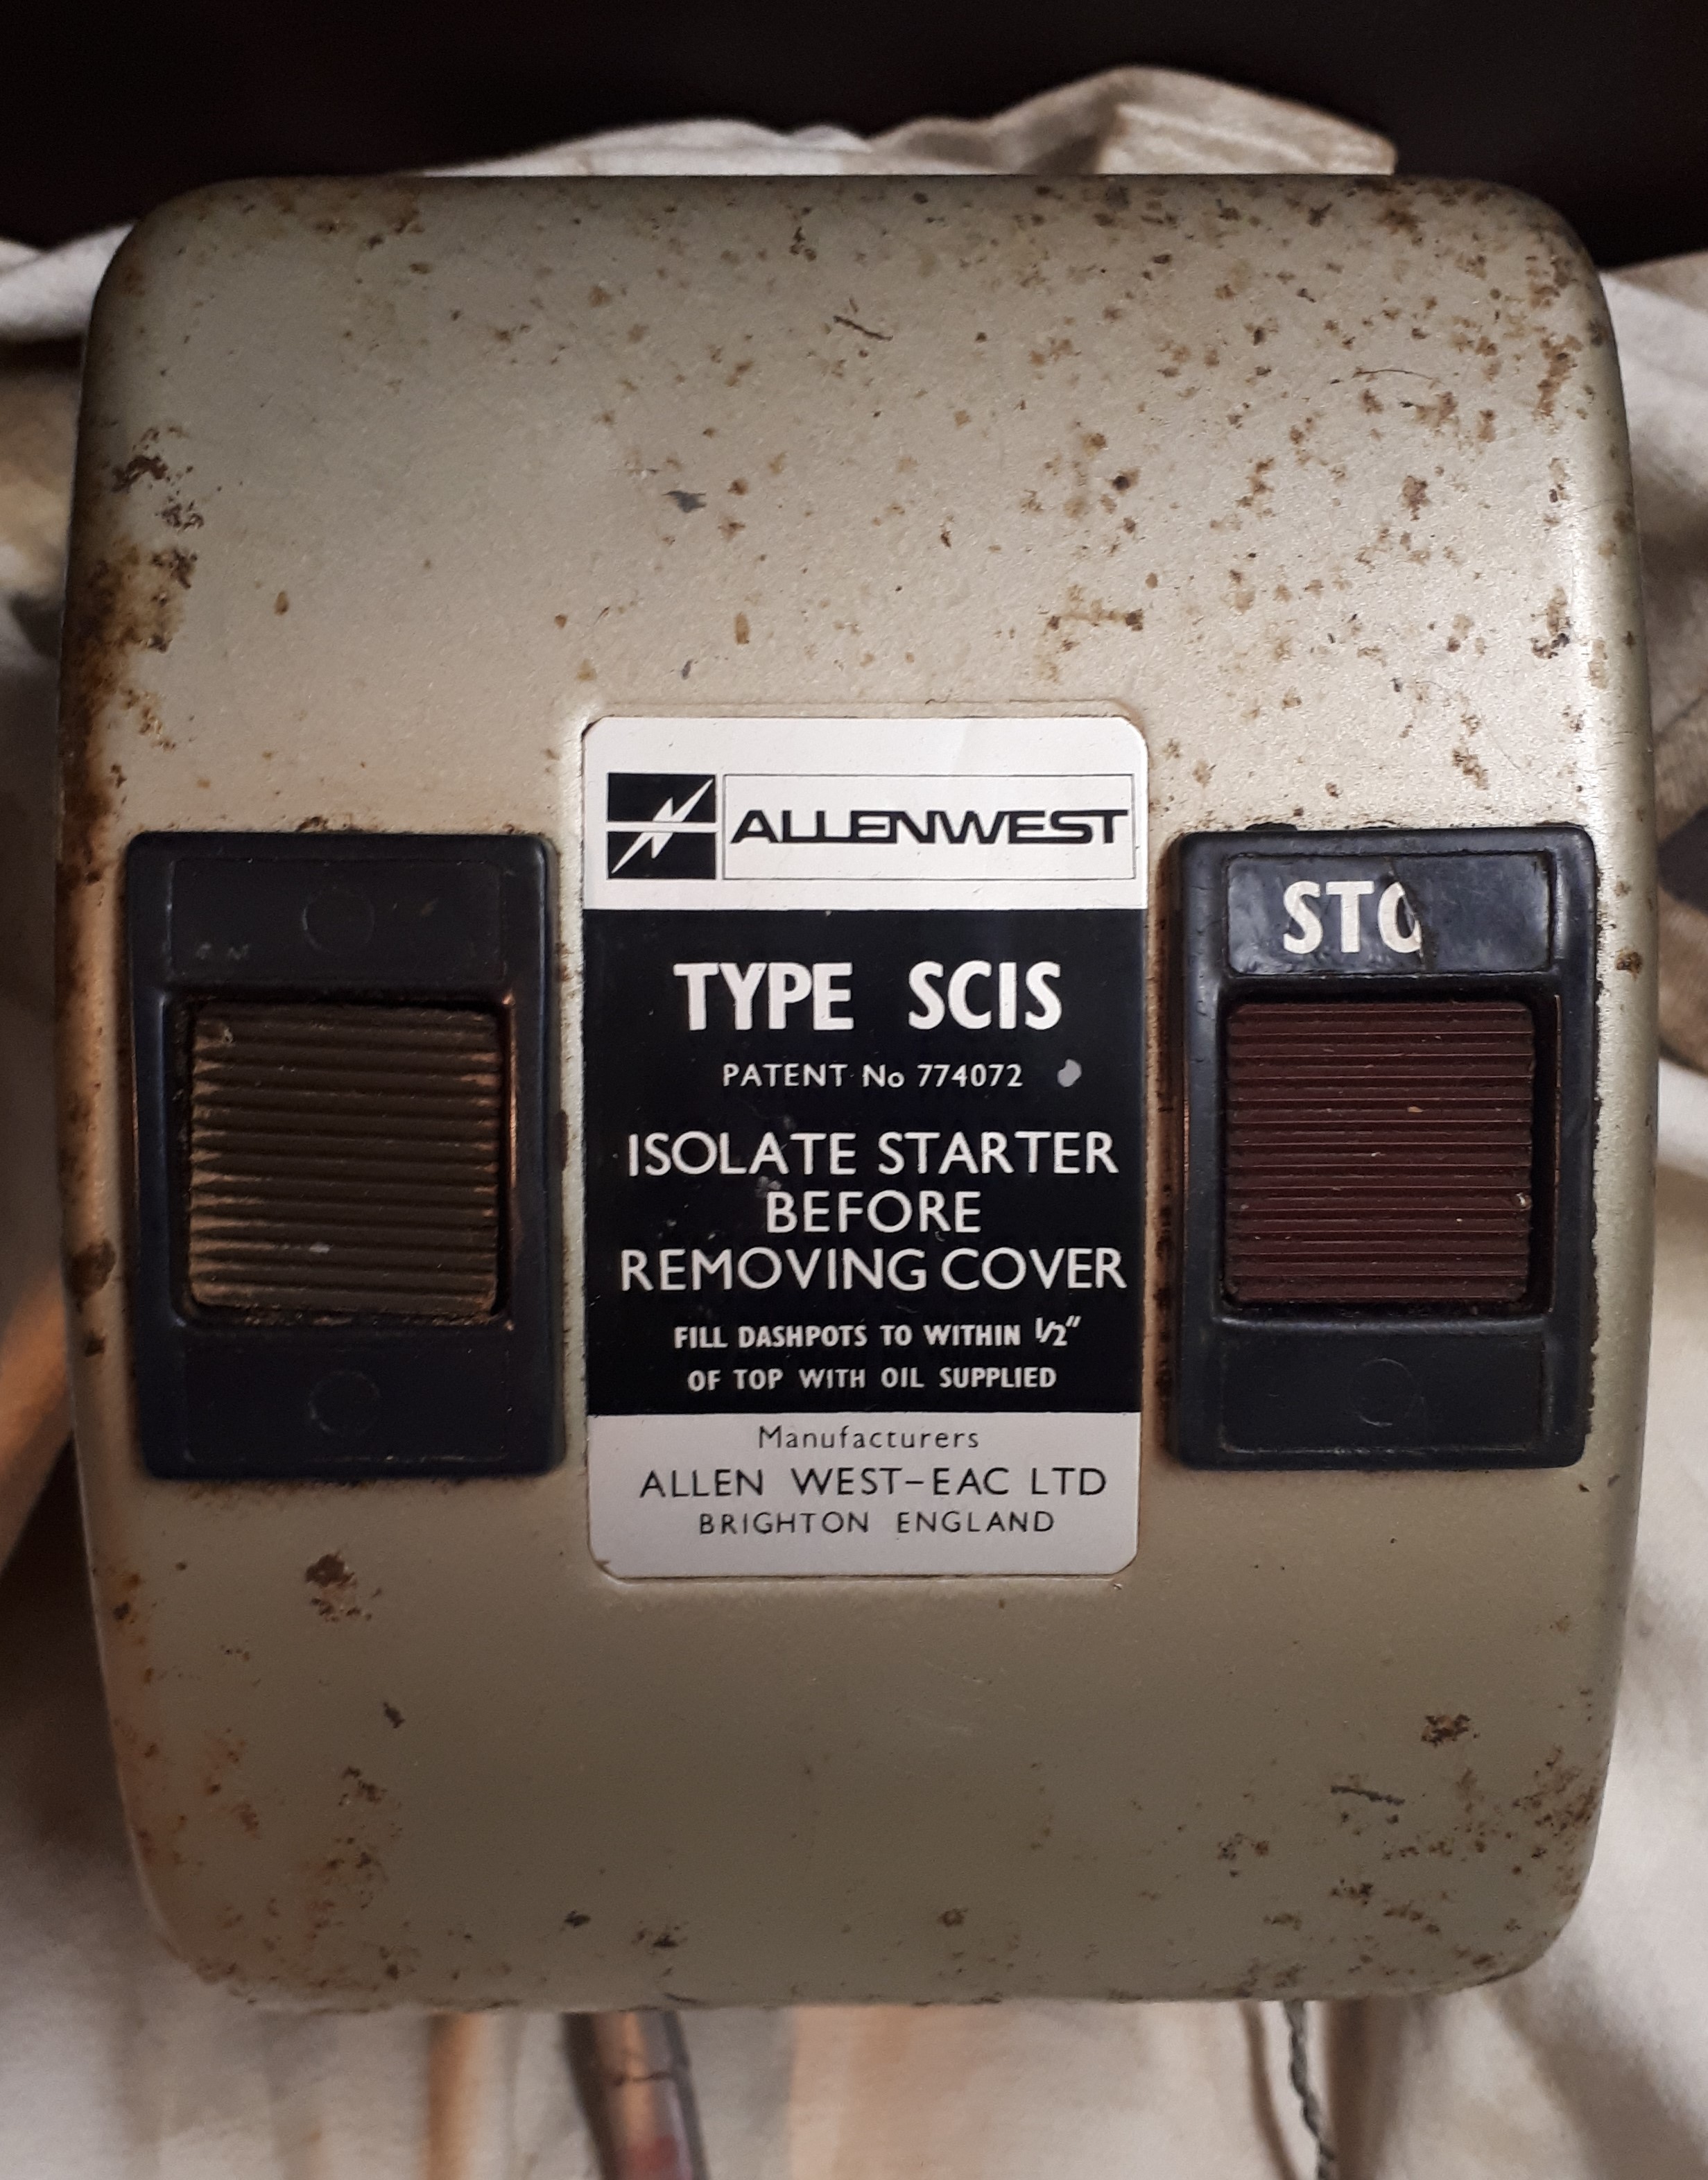 ALLENWEST
STO
TYPE SCIS
PATENT No 774072
ISOLATE STARTER
BEFORE
REMOVING COVER
FILL DASHPOTS TO WITHIN 1/2"
OF TOP WITH OIL SUPPLIED
Manufacturers
ALLEN WEST-EAC LTD
BRIGHTON ENGLAND